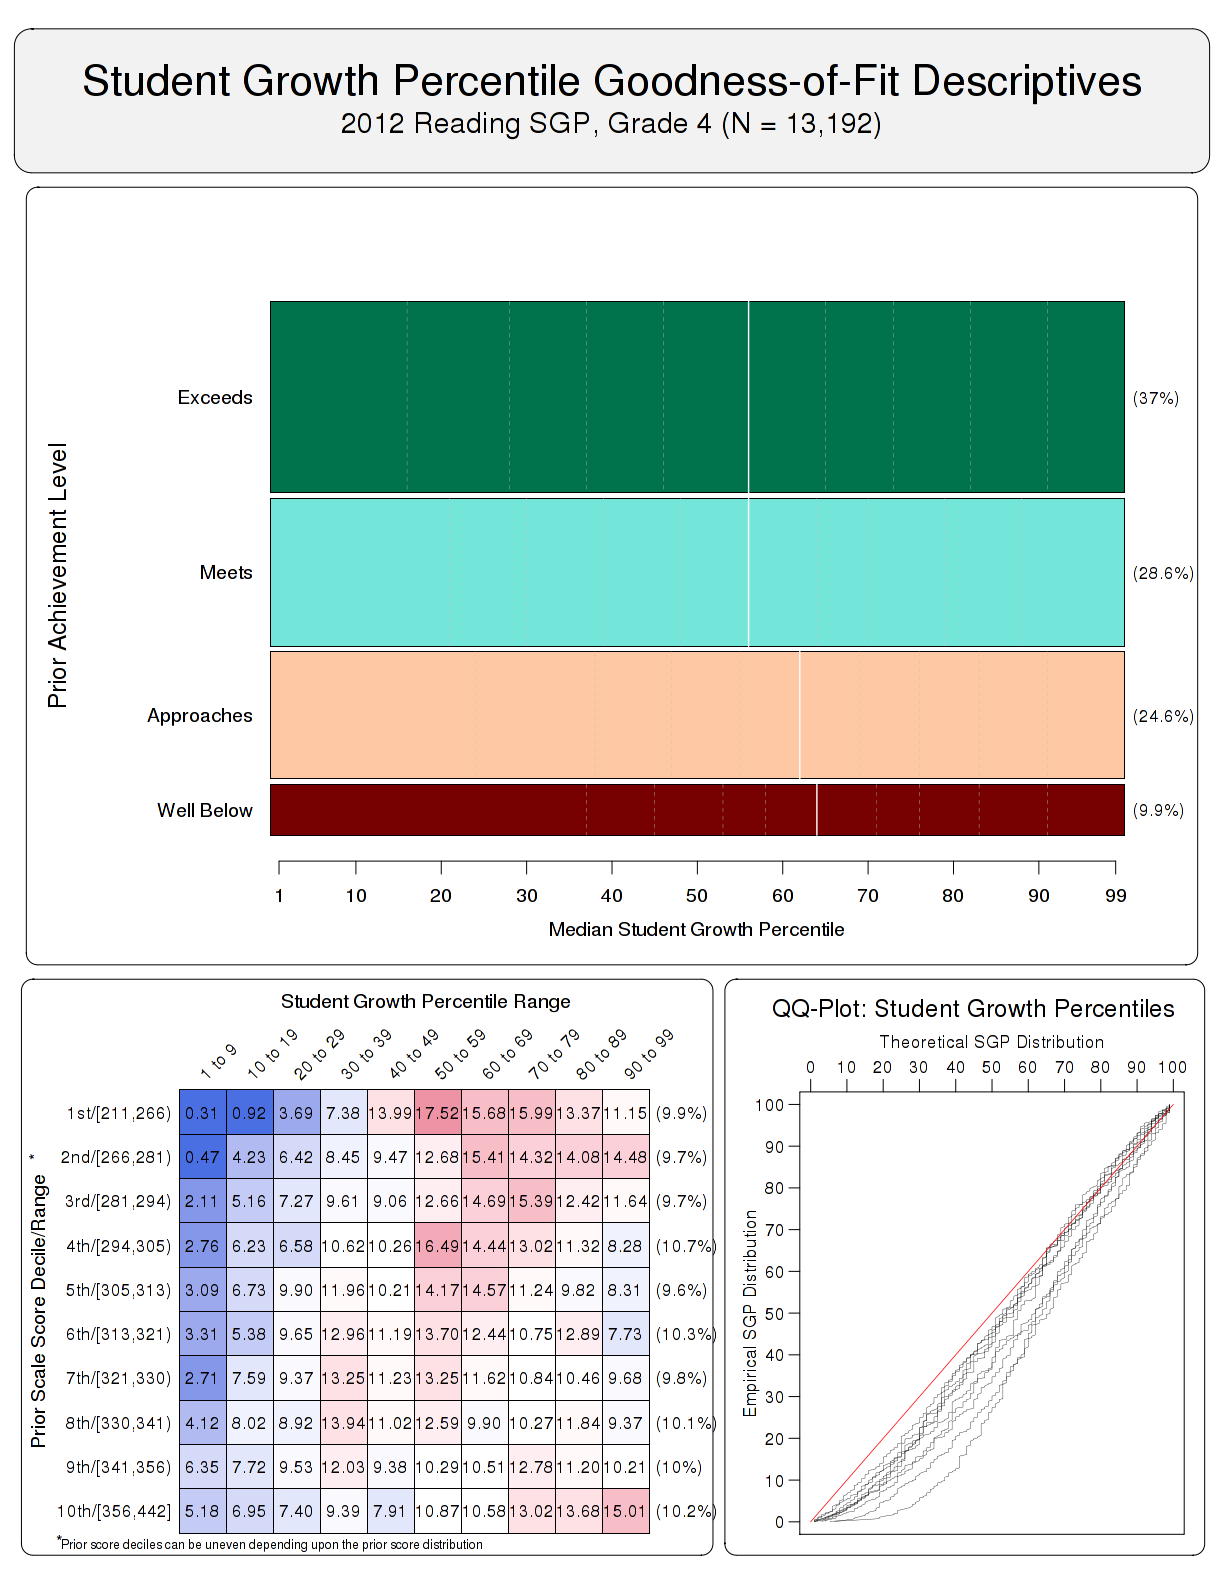 Student Growth Percentile Goodness-of-Fit Descriptives
2012 Reading SGP, Grade 4 (N = 13,192)
Prior Achievement Level
Exceeds (37%)
Meets (28.6%)
Approaches (24.6%)
Well Below (9.9%)
1 10 20 30 40 50 60 70 80 90 99
Median Student Growth Percentile
Student Growth Percentile Range
1 to 9 10 to 19 20 to 29 30 to 39 40 to 49 50 to 59 60 to 69 70 to 79 80 to 89 90 to 99
Prior Scale Score Decile/Range *
1st/[211,266) 0.31 0.92 3.69 7.38 13.99 17.52 15.68 15.99 13.37 11.15 (9.9%)
2nd/[266,281) 0.47 4.23 6.42 8.45 9.47 12.68 15.41 14.32 14.08 14.48 (9.7%)
3rd/[281,294) 2.11 5.16 7.27 9.61 9.06 12.66 14.69 15.39 12.42 11.64 (9.7%)
4th/[294,305) 2.76 6.23 6.58 10.62 10.26 16.49 14.44 13.02 11.32 8.28 (10.7%)
5th/[305,313) 3.09 6.73 9.90 11.96 10.21 14.17 14.57 11.24 9.82 8.31 (9.6%)
6th/[313,321) 3.31 5.38 9.65 12.96 11.19 13.70 12.44 10.75 12.89 7.73 (10.3%)
7th/[321,330) 2.71 7.59 9.37 13.25 11.23 13.25 11.62 10.84 10.46 9.68 (9.8%)
8th/[330,341) 4.12 8.02 8.92 13.94 11.02 12.59 9.90 10.27 11.84 9.37 (10.1%)
9th/[341,356) 6.35 7.72 9.53 12.03 9.38 10.29 10.51 12.78 11.20 10.21 (10%)
10th/[356,442] 5.18 6.95 7.40 9.39 7.91 10.87 10.58 13.02 13.68 15.01 (10.2%)
*Prior score deciles can be uneven depending upon the prior score distribution
QQ-Plot: Student Growth Percentiles
Theoretical SGP Distribution
0 10 20 30 40 50 60 70 80 90 100
Empirical SGP Distribution
100
90
80
70
60
50
40
30
20
10
0